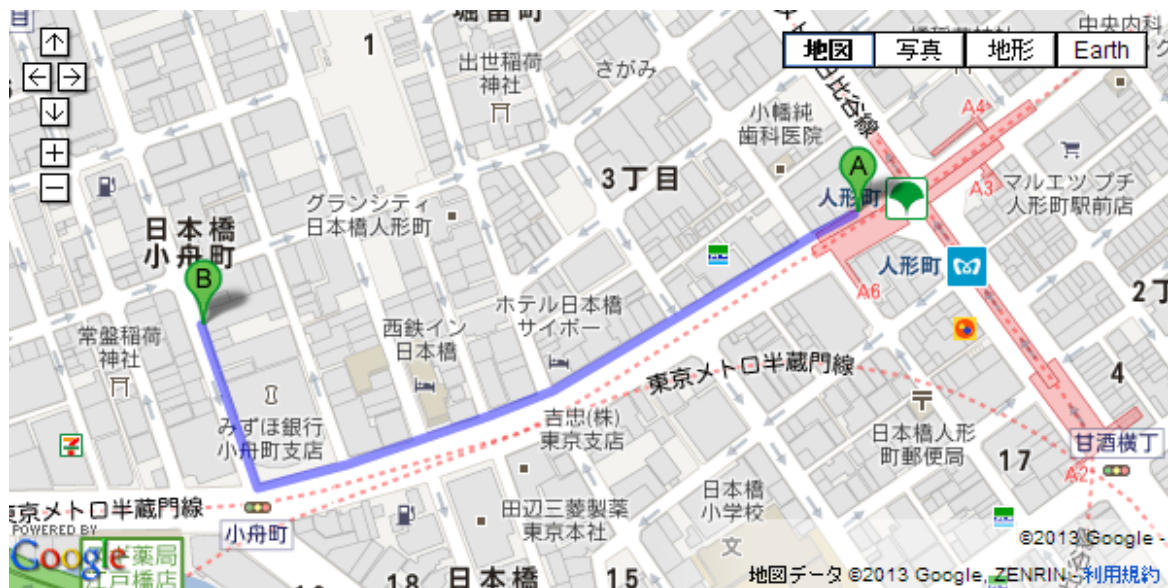 堀留町
中央内科
1
出世稲荷
神社
さがみ
地図
写真
地形
Earth
日比谷線
小幡純
歯科医院
A4
3丁目
A
人形町
A3
マルエツ プチ
人形町駅前店
グランシティ
日本橋人形町
日本橋
小舟町
B
人形町
A6
2丁
ホテル日本橋
サイボー
常盤稲荷
神社
西鉄イン
日本橋
東京メトロ半蔵門線
4
吉忠(株)
東京支店
みずほ銀行
小舟町支店
日本橋人形
町郵便局
甘酒横丁
17
A2
東京メトロ半蔵門線
日本橋
小学校
田辺三菱製薬
東京本社
小舟町
文
POWERED BY
Google
薬局
江戸橋店
18
日本橋
15
©2013 Google -
地図データ ©2013 Google, ZENRIN - 利用規約